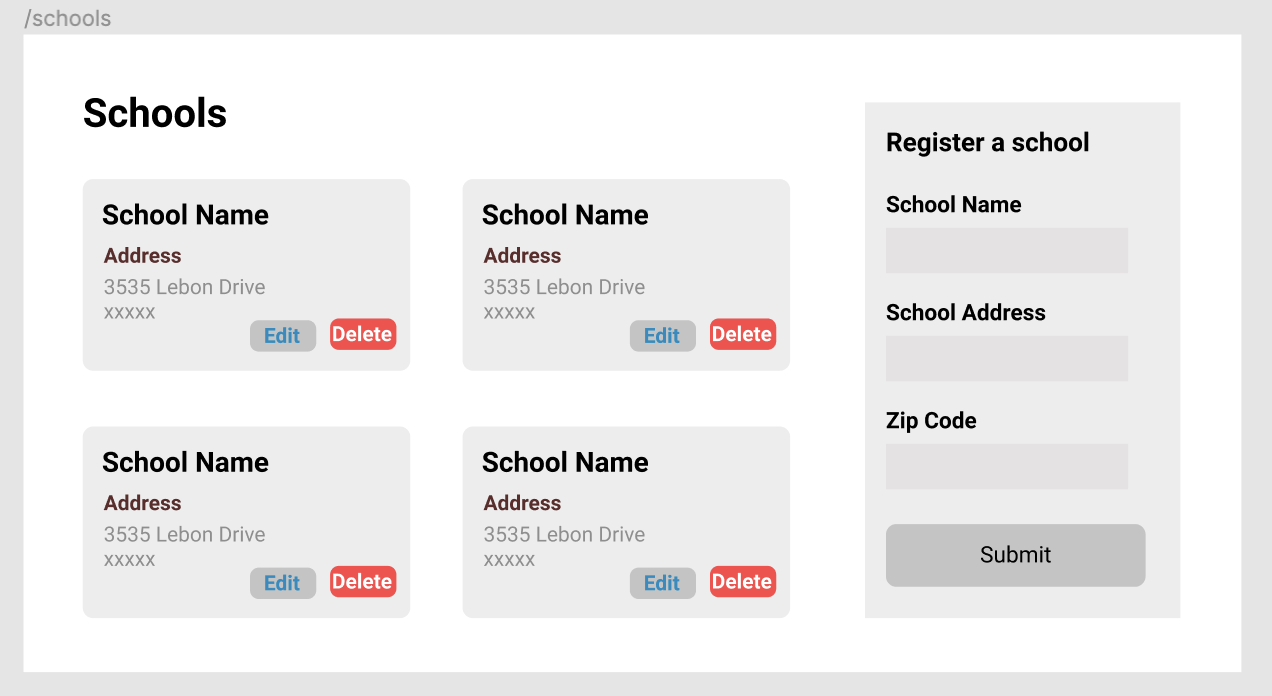 /schools
Schools
School Name
Address
3535 Lebon Drive
xxxxx
Edit
Delete
School Name
Address
3535 Lebon Drive
xxxxx
Edit
Delete
School Name
Address
3535 Lebon Drive
xxxxx
Edit
Delete
School Name
Address
3535 Lebon Drive
xxxxx
Edit
Delete
Register a school
School Name
School Address
Zip Code
Submit